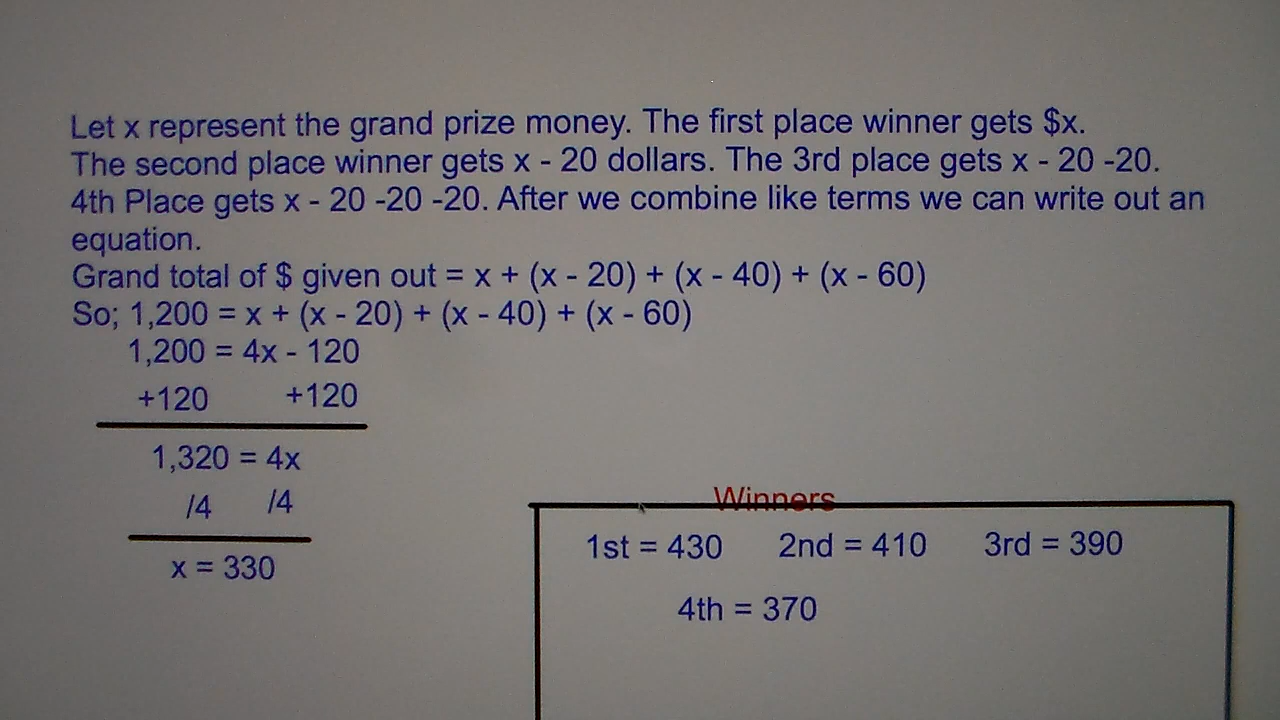 Let x represent the grand prize money. The first place winner gets $x.
The second place winner gets x - 20 dollars. The 3rd place gets x - 20 -20.
4th Place gets x - 20 -20 -20. After we combine like terms we can write out an
equation.
Grand total of $ given out = x + (x - 20) + (x - 40) + (x - 60)
So; 1,200 = x + (x - 20) + (x - 40) + (x - 60)
1,200 = 4x - 120
+120 +120
1,320 = 4x
/4 /4
x = 330
Winners
1st = 430 2nd = 410 3rd = 390
4th = 370